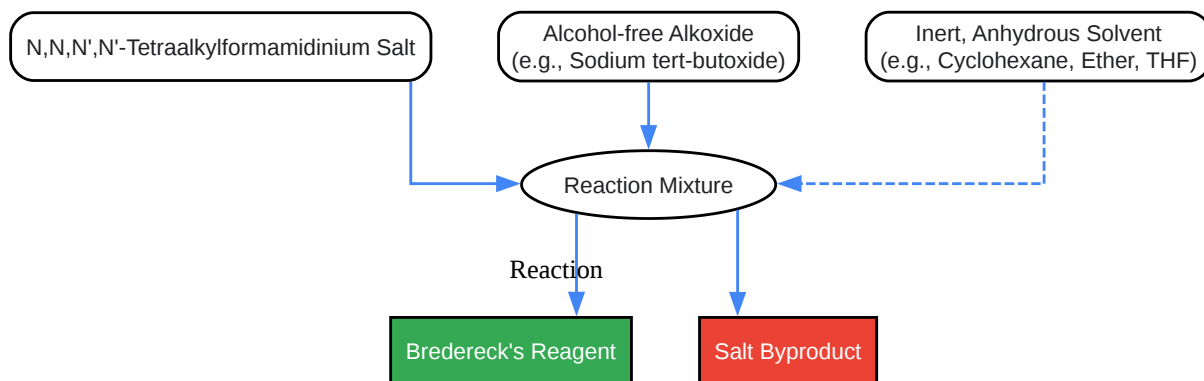 N,N,N',N'-Tetraalkylformamidinium Salt
Alcohol-free Alkoxide
(e.g., Sodium tert-butoxide)
Inert, Anhydrous Solvent
(e.g., Cyclohexane, Ether, THF)
Reaction Mixture
Reaction
Bredereck's Reagent
Salt Byproduct